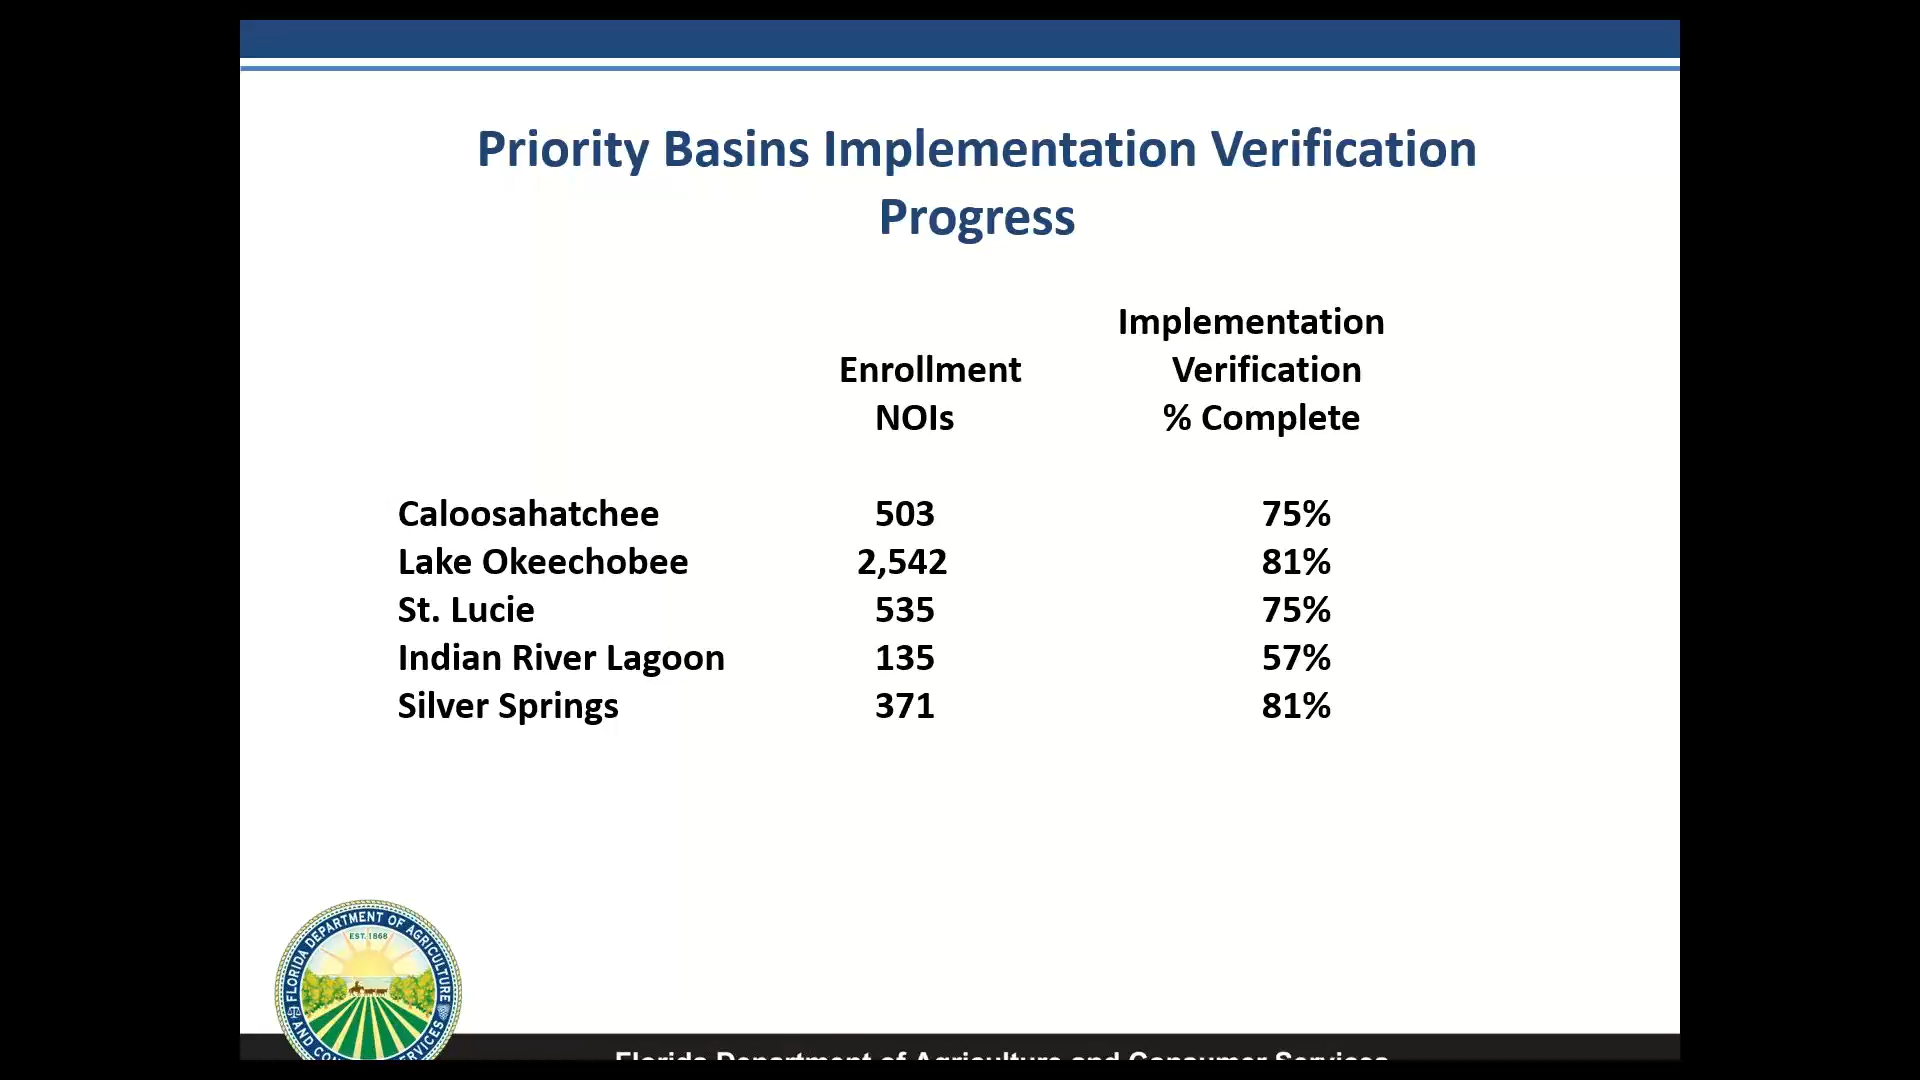 Priority Basins Implementation Verification
Progress
Implementation
Enrollment Verification
NOIs % Complete
Caloosahatchee 503 75%
Lake Okeechobee 2,542 81%
St. Lucie 535 75%
Indian River Lagoon 135 57%
Silver Springs 371 81%
FLORIDA DEPARTMENT OF AGRICULTURE
EST. 1868
Florida Department of Agriculture and Consumer Services